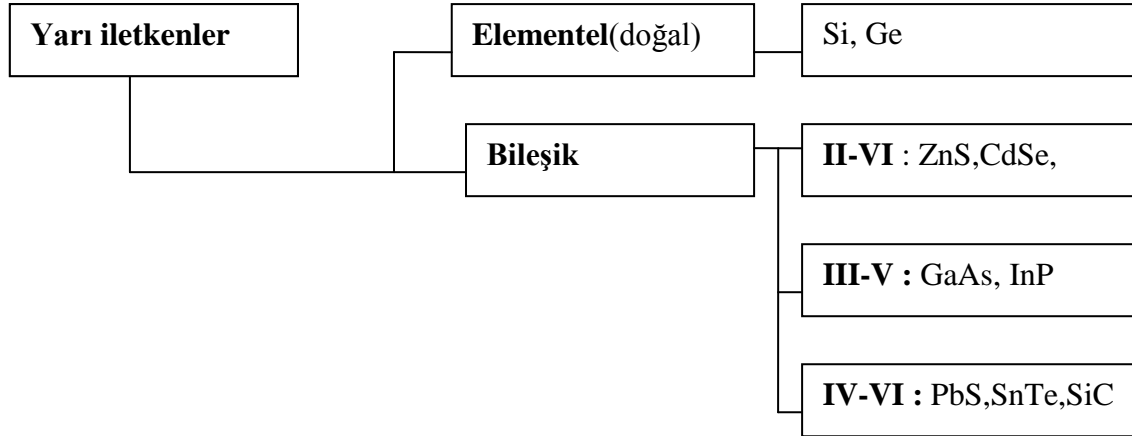 Yarı iletkenler
Elementel(doğal)
Si, Ge
Bileşik
II-VI : ZnS,CdSe,
III-V : GaAs, InP
IV-VI : PbS,SnTe,SiC